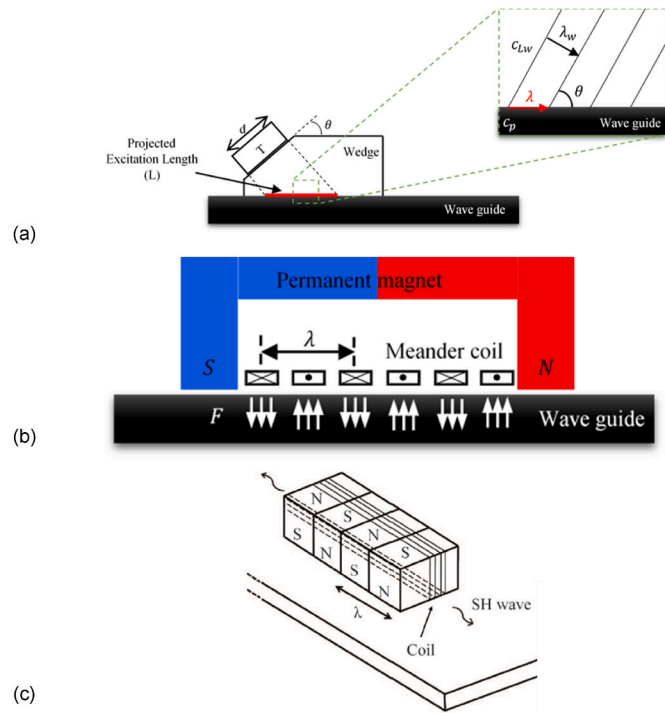 c_Lw
λ_w
λ
θ
c_p
Wave guide
d
T
θ
Projected
Excitation Length
(L)
Wedge
Wave guide
(a)
Permanent magnet
λ
Meander coil
S
N
F
Wave guide
(b)
N
S
N
S
S
N
S
N
λ
SH wave
Coil
(c)